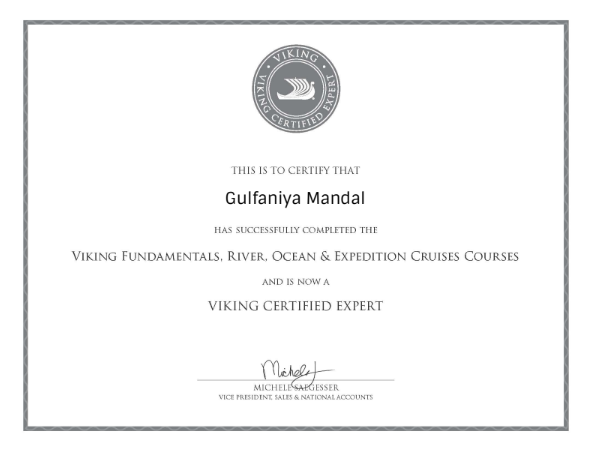 VIKING
VIKING CERTIFIED EXPERT
THIS IS TO CERTIFY THAT
Gulfaniya Mandal
HAS SUCCESSFULLY COMPLETED THE
VIKING FUNDAMENTALS, RIVER, OCEAN & EXPEDITION CRUISES COURSES
AND IS NOW A
VIKING CERTIFIED EXPERT
MICHELE SAEGESSER
VICE PRESIDENT, SALES & NATIONAL ACCOUNTS